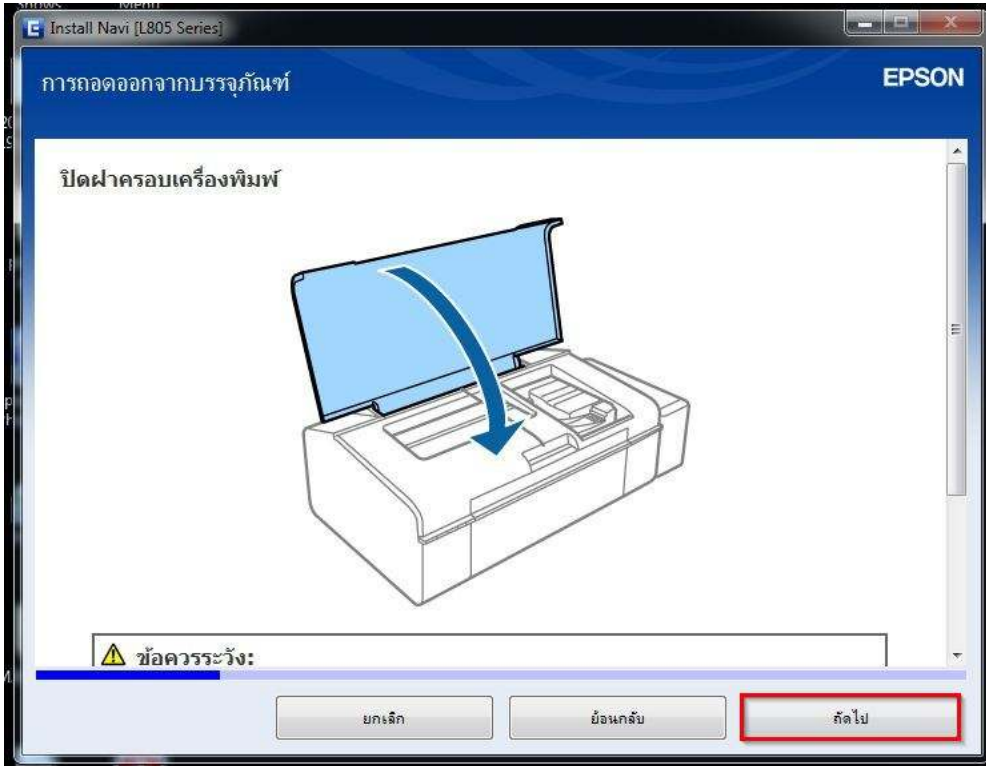 Install Navi [L805 Series]
การถอดออกจากบรรจุภัณฑ์
EPSON
ปิดฝาครอบเครื่องพิมพ์
ข้อควรระวัง:
ยกเลิก
ย้อนกลับ
ถัดไป